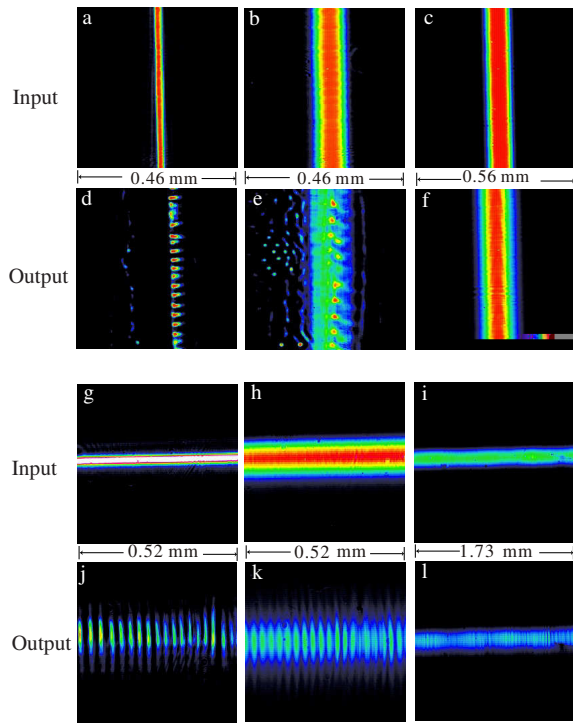 a b c
Input
0.46 mm 0.46 mm 0.56 mm
d e f
Output
g h i
Input
0.52 mm 0.52 mm 1.73 mm
j k l
Output